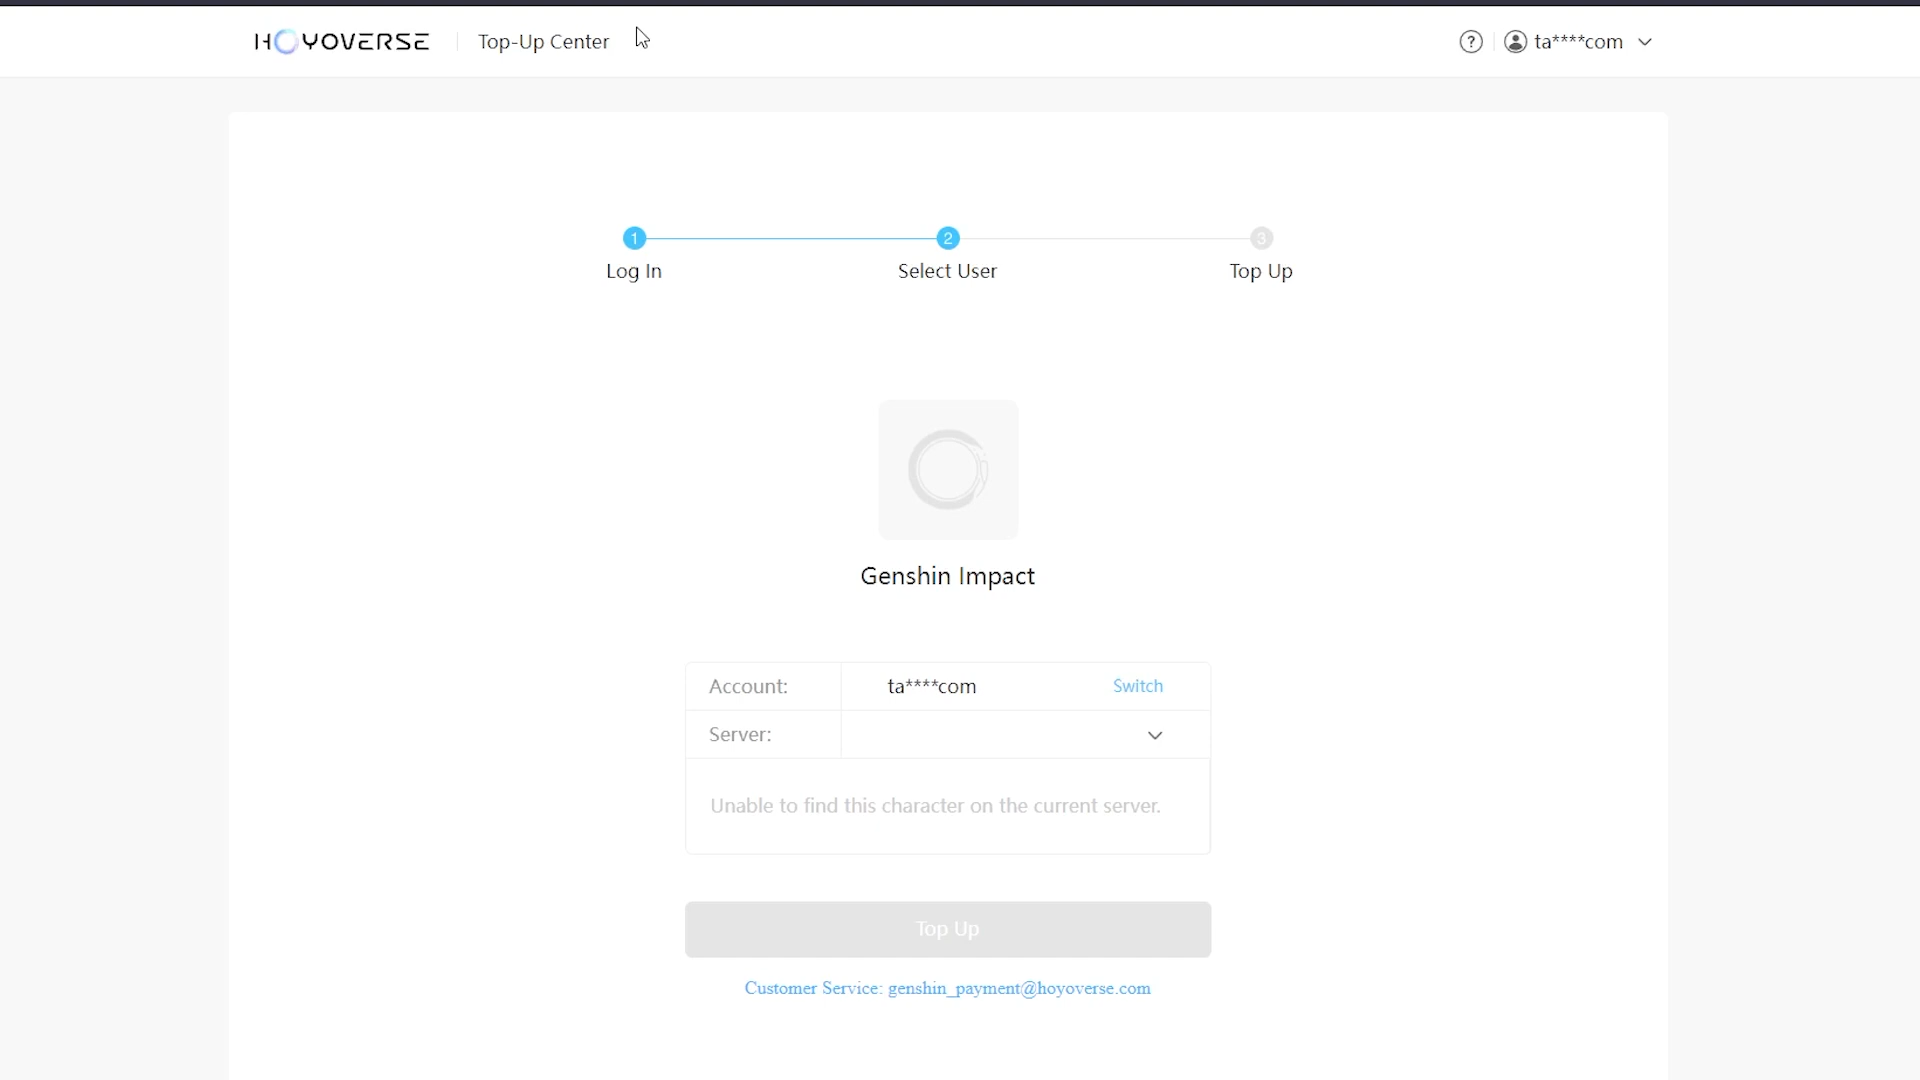 HOYOVERSE
Top-Up Center
?
ta****com
1
2
3
Log In
Select User
Top Up
Genshin Impact
Account:
ta****com
Switch
Server:
Unable to find this character on the current server.
Top Up
Customer Service: genshin_payment@hoyoverse.com